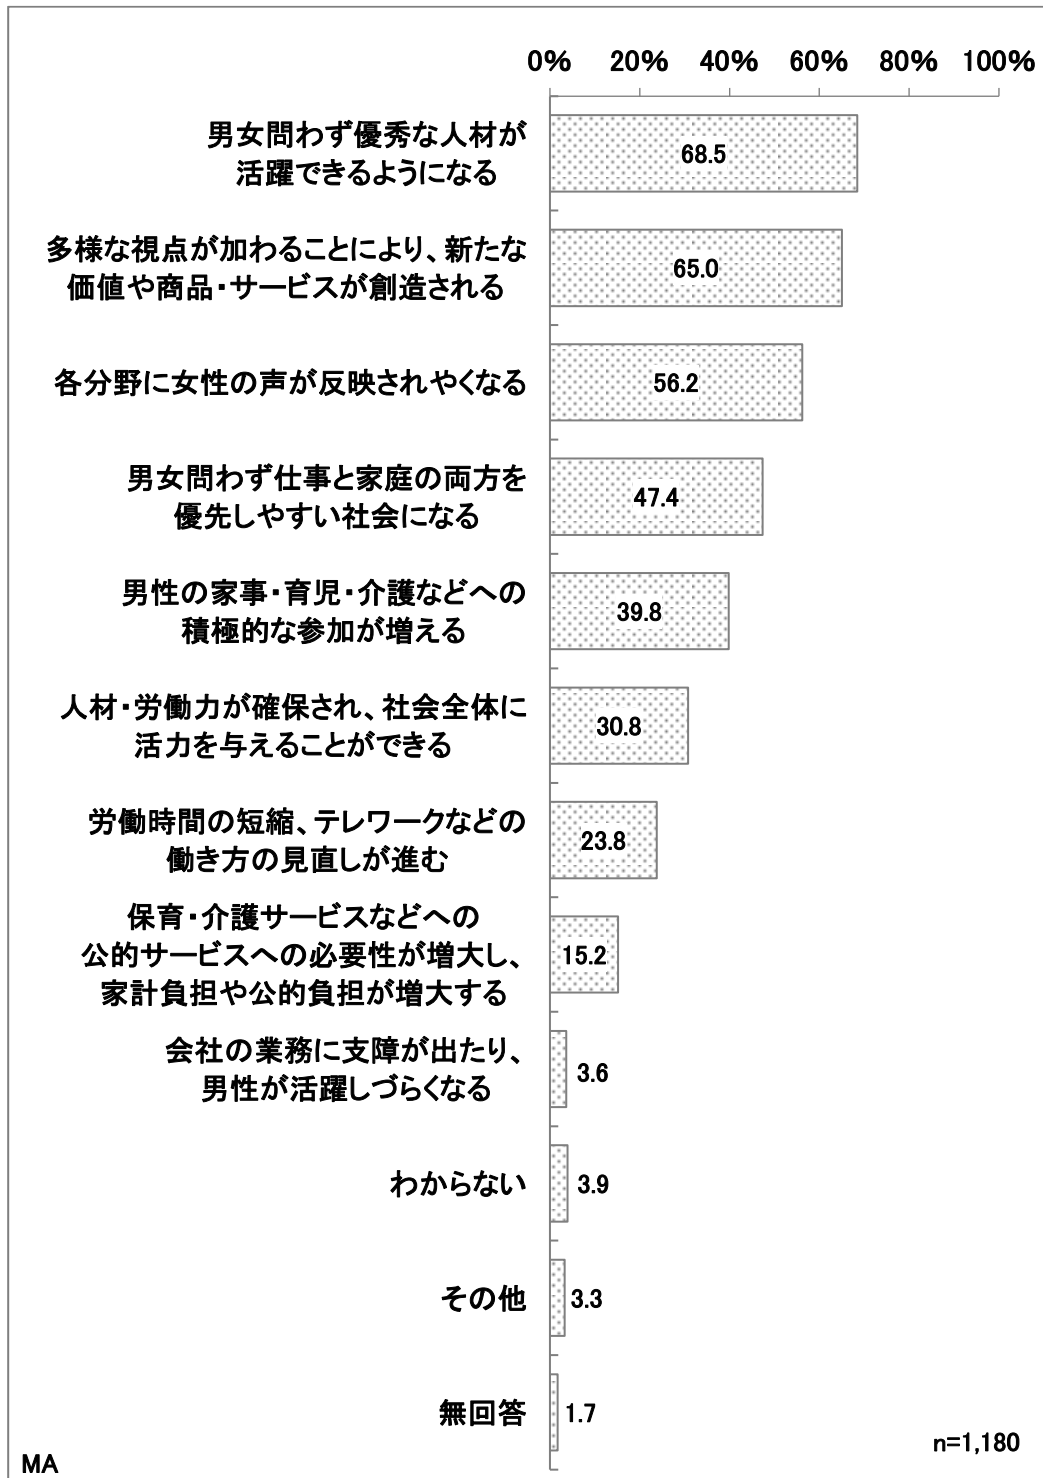 0% 20% 40% 60% 80% 100%
男女問わず優秀な人材が
活躍できるようになる
68.5
多様な視点が加わることにより、新たな
価値や商品・サービスが創造される
65.0
各分野に女性の声が反映されやくなる
56.2
男女問わず仕事と家庭の両方を
優先しやすい社会になる
47.4
男性の家事・育児・介護などへの
積極的な参加が増える
39.8
人材・労働力が確保され、社会全体に
活力を与えることができる
30.8
労働時間の短縮、テレワークなどの
働き方の見直しが進む
23.8
保育・介護サービスなどへの
公的サービスへの必要性が増大し、
家計負担や公的負担が増大する
15.2
会社の業務に支障が出たり、
男性が活躍しづらくなる
3.6
わからない
3.9
その他
3.3
無回答
1.7
n=1,180
MA